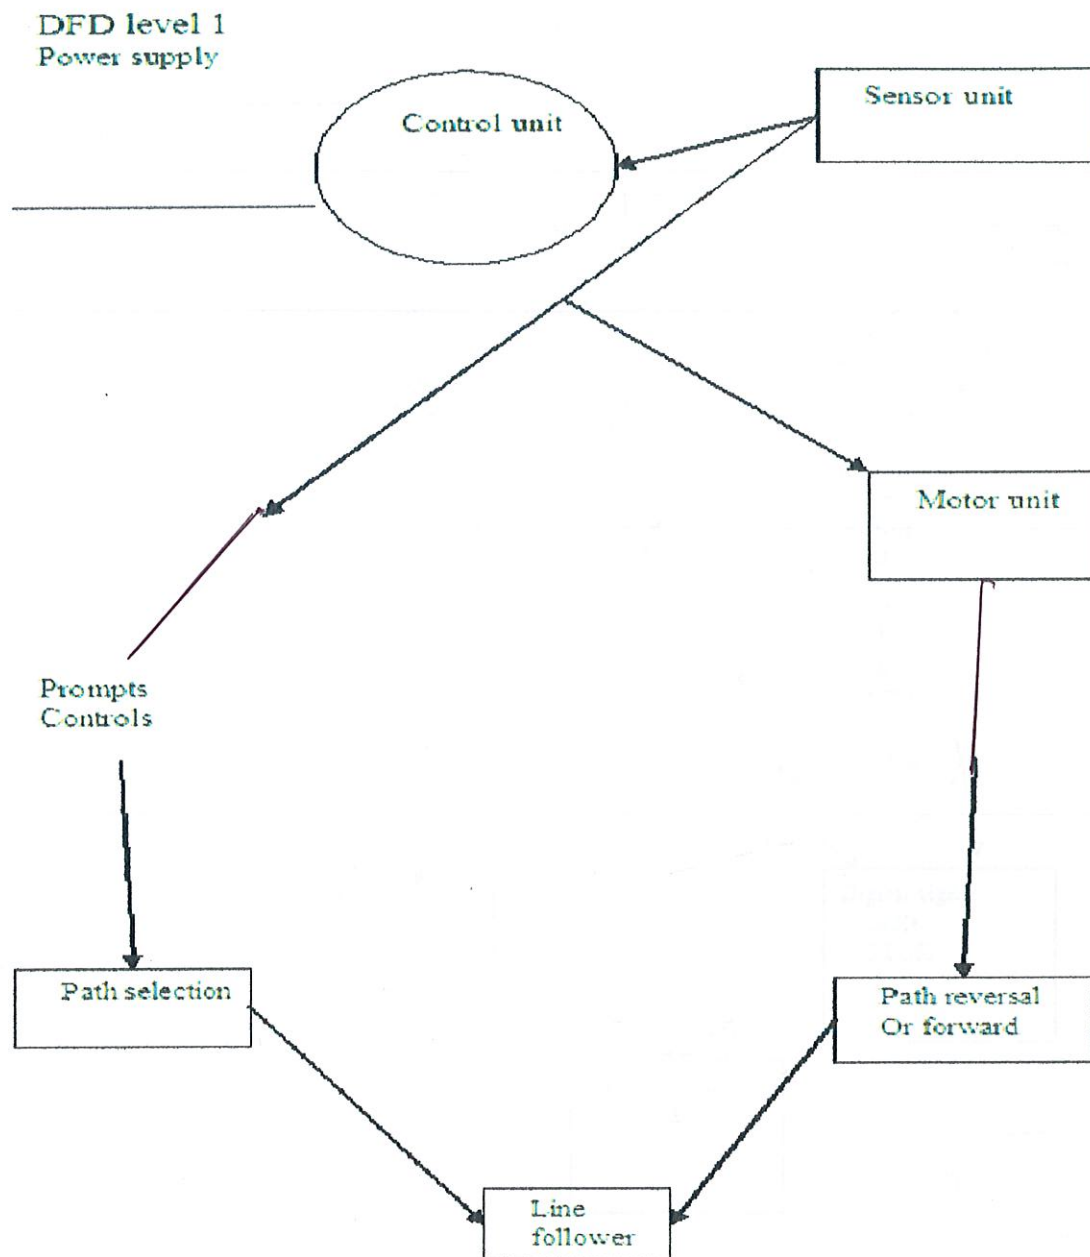 DFD level 1
Power supply
Control unit
Sensor unit
Motor unit
Prompts
Controls
Path selection
Path reversal
Or forward
Line
follower